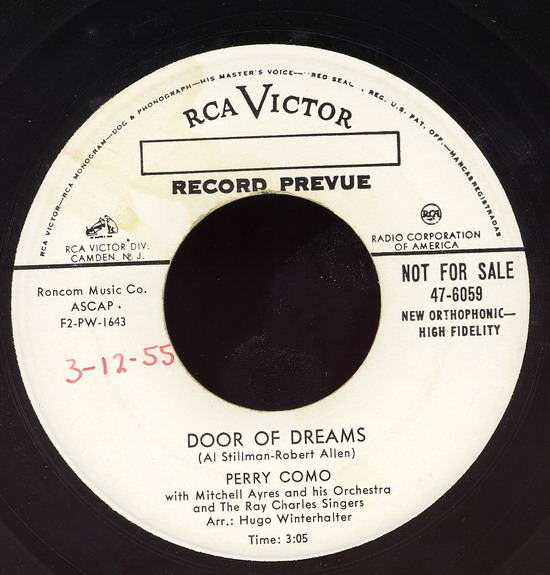 RCA VICTOR—RCA MONOGRAM—DOG & PHONOGRAPH—HIS MASTER'S VOICE—RED SEAL, REG. U.S. PAT. OFF.—MARCAS REGISTRADAS
RCA VICTOR
RECORD PREVUE
RCA VICTOR DIV.
CAMDEN, N. J.
RCA
RADIO CORPORATION
OF AMERICA
Roncom Music Co.
ASCAP
F2-PW-1643
3-12-55
NOT FOR SALE
47-6059
NEW ORTHOPHONIC—
HIGH FIDELITY
DOOR OF DREAMS
(Al Stillman-Robert Allen)
PERRY COMO
with Mitchell Ayres and his Orchestra
and The Ray Charles Singers
Arr.: Hugo Winterhalter
Time: 3:05